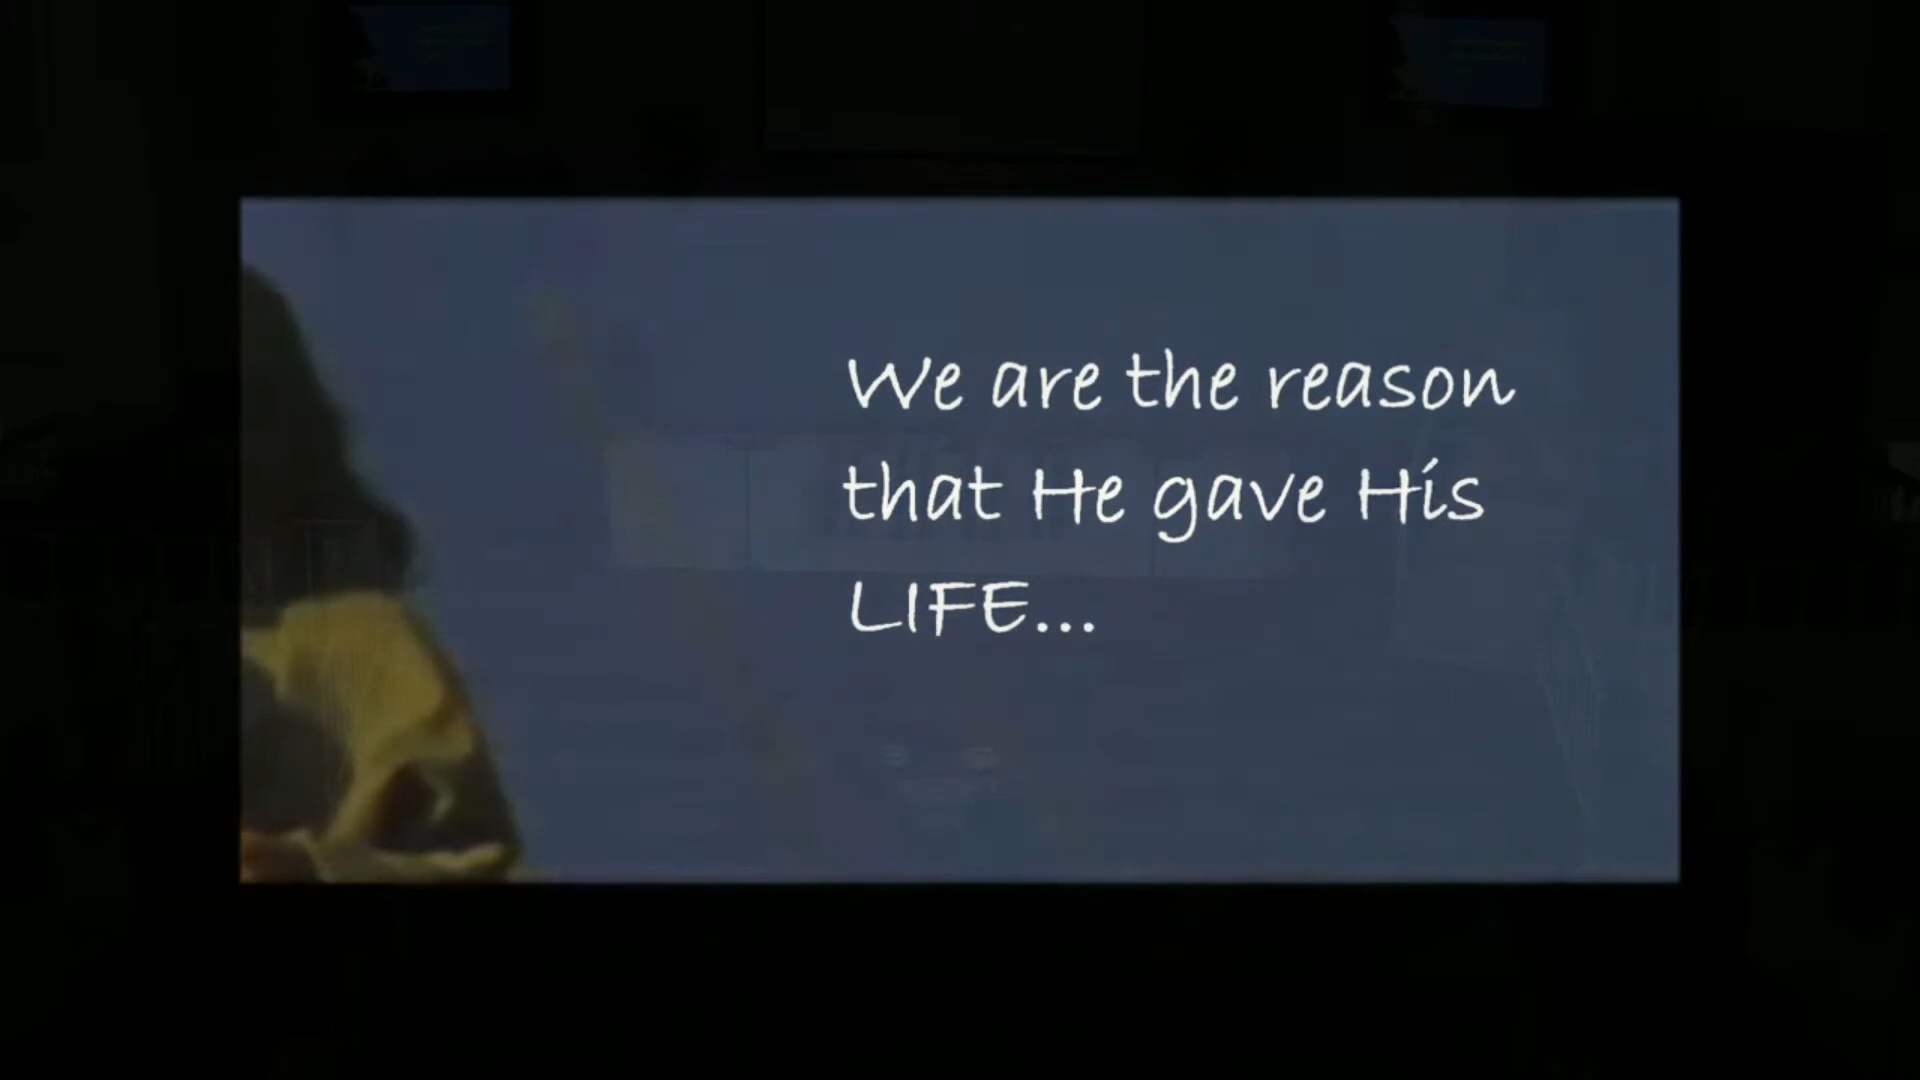 We are the reason
that He gave His
LIFE...